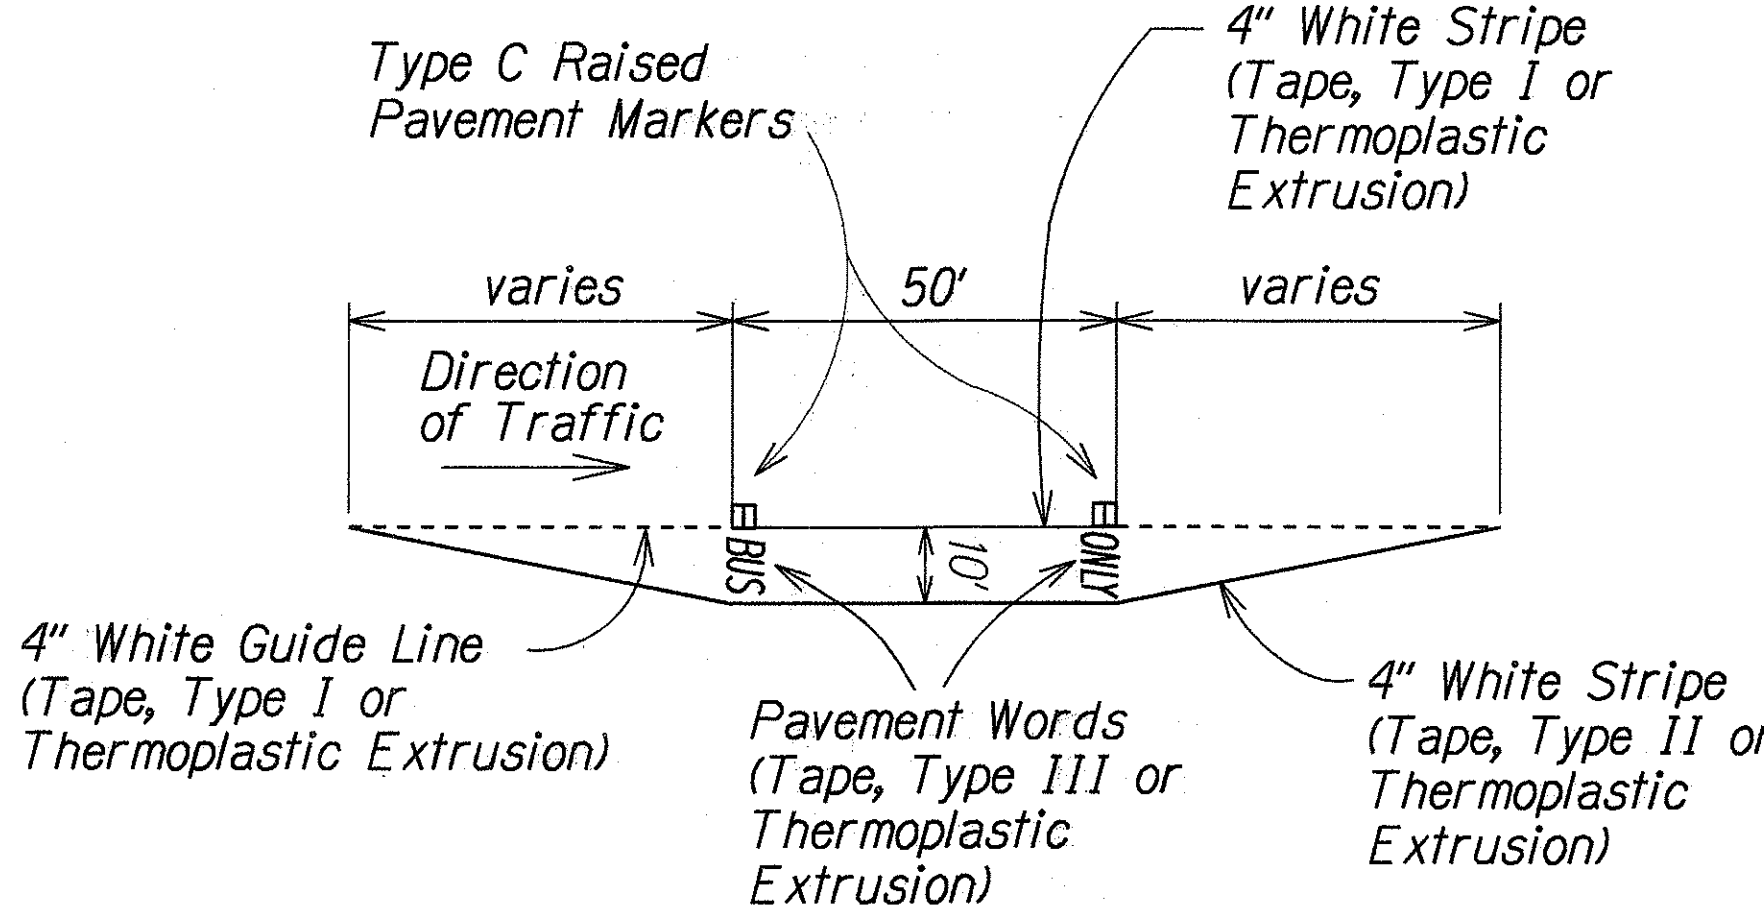 Type C Raised
Pavement Markers
4" White Stripe
(Tape, Type I or
Thermoplastic
Extrusion)
varies
50'
varies
Direction
of Traffic
BUS
10'
ONLY
4" White Guide Line
(Tape, Type I or
Thermoplastic Extrusion)
Pavement Words
(Tape, Type III or
Thermoplastic
Extrusion)
4" White Stripe
(Tape, Type II or
Thermoplastic
Extrusion)